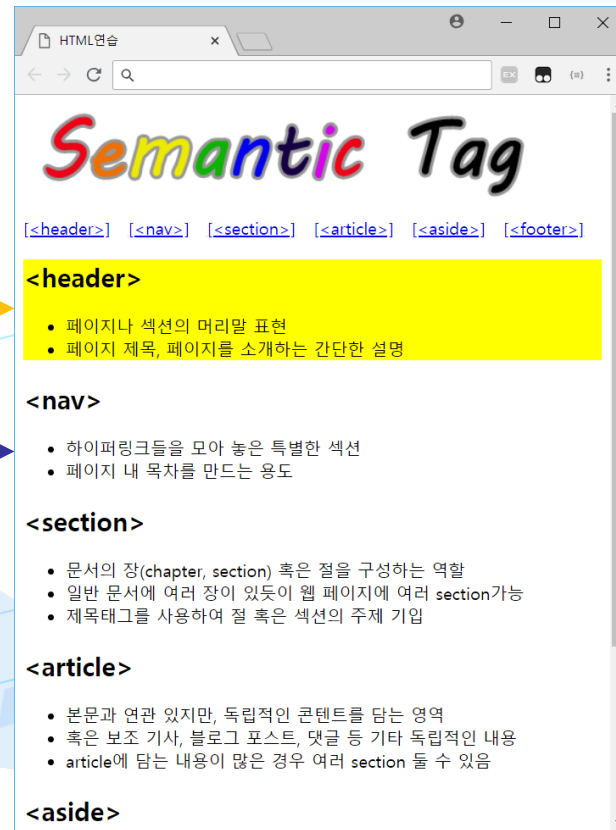 HTML연습
EX
{≡}
Semantic Tag
[<header>] [<nav>] [<section>] [<article>] [<aside>] [<footer>]
<header>
• 페이지나 섹션의 머리말 표현
• 페이지 제목, 페이지를 소개하는 간단한 설명
<nav>
• 하이퍼링크들을 모아 놓은 특별한 섹션
• 페이지 내 목차를 만드는 용도
<section>
• 문서의 장(chapter, section) 혹은 절을 구성하는 역할
• 일반 문서에 여러 장이 있듯이 웹 페이지에 여러 section가능
• 제목태그를 사용하여 절 혹은 섹션의 주제 기입
<article>
• 본문과 연관 있지만, 독립적인 콘텐트를 담는 영역
• 혹은 보조 기사, 블로그 포스트, 댓글 등 기타 독립적인 내용
• article에 담는 내용이 많은 경우 여러 section 둘 수 있음
<aside>